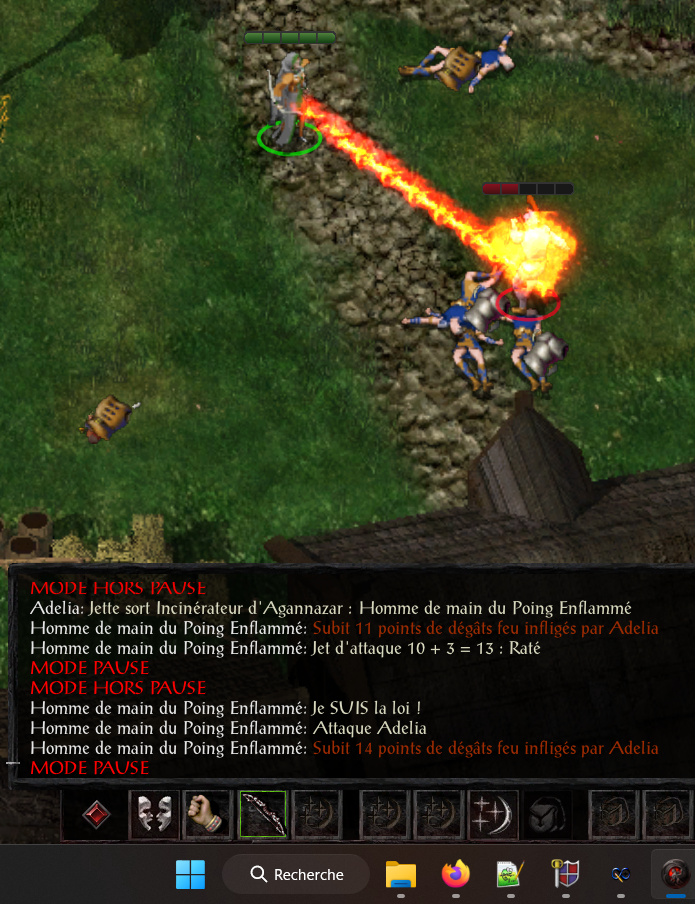 MODE HORS PAUSE
Adelia: Jette sort Incinérateur d'Agannazar : Homme de main du Poing Enflammé
Homme de main du Poing Enflammé: Subit 11 points de dégâts feu infligés par Adelia
Homme de main du Poing Enflammé: Jet d'attaque 10 + 3 = 13 : Raté
MODE PAUSE
MODE HORS PAUSE
Homme de main du Poing Enflammé: Je SUIS la loi !
Homme de main du Poing Enflammé: Attaque Adelia
Homme de main du Poing Enflammé: Subit 14 points de dégâts feu infligés par Adelia
MODE PAUSE
Recherche